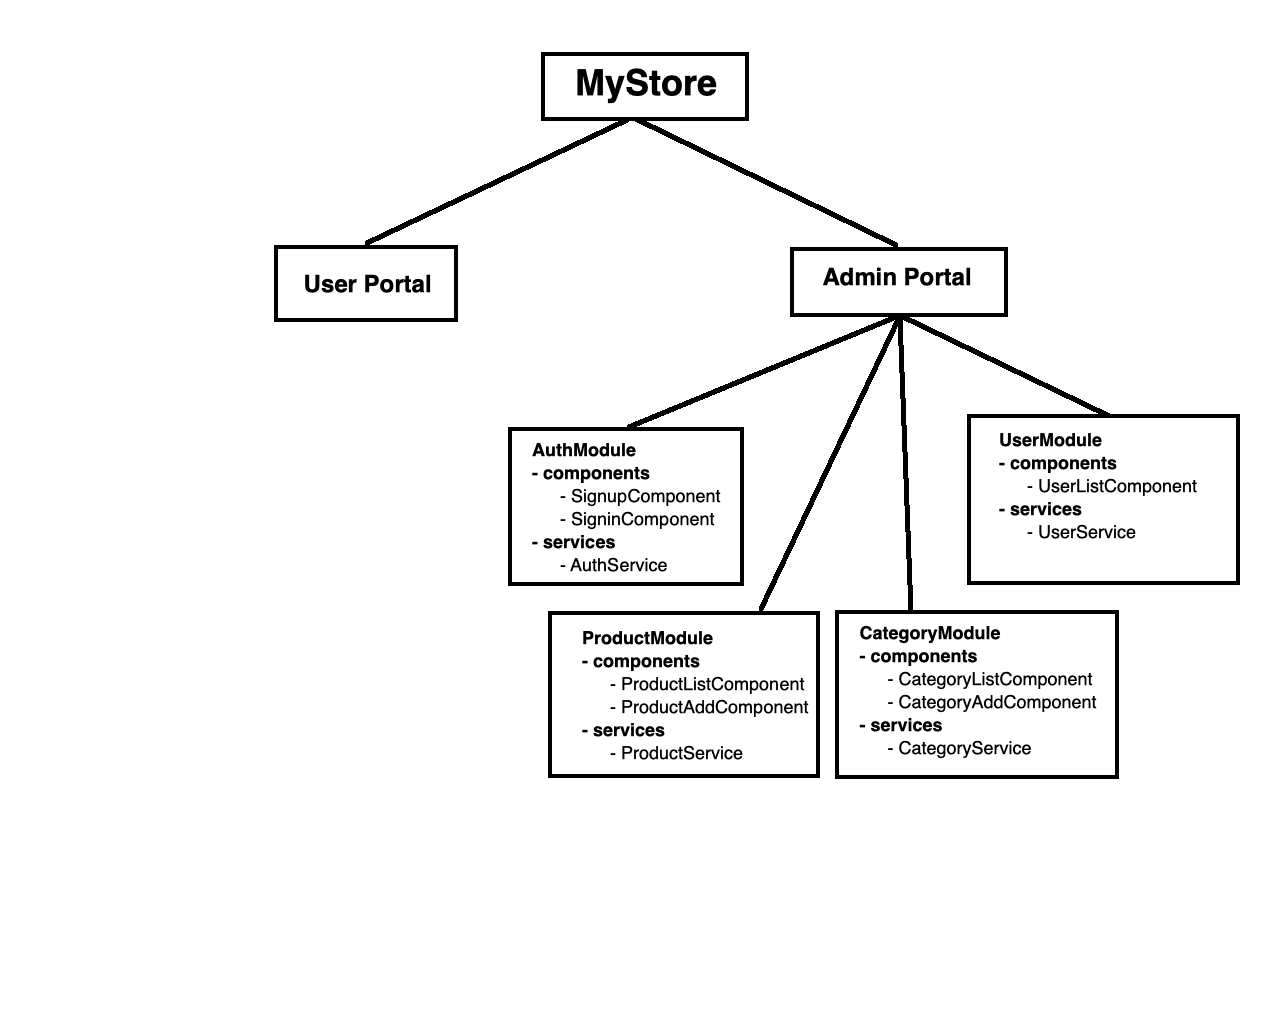 MyStore
User Portal
Admin Portal
AuthModule
- components
- SignupComponent
- SigninComponent
- services
- AuthService
UserModule
- components
- UserListComponent
- services
- UserService
ProductModule
- components
- ProductListComponent
- ProductAddComponent
- services
- ProductService
CategoryModule
- components
- CategoryListComponent
- CategoryAddComponent
- services
- CategoryService